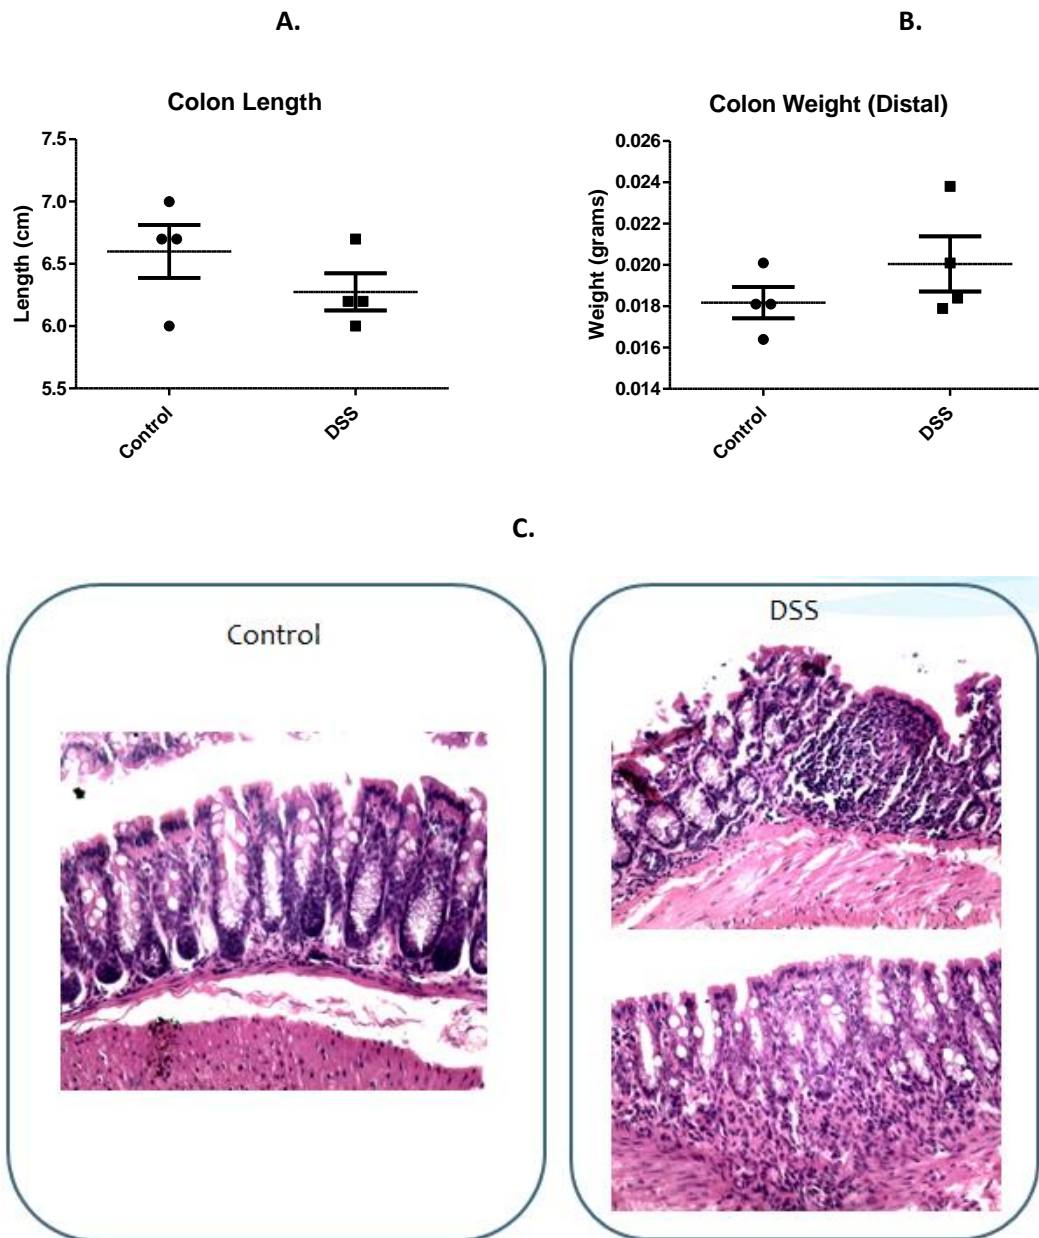 A.
B.
Colon Length
Colon Weight (Distal)
7.5
7.0
6.5
6.0
5.5
Length (cm)
Control
DSS
0.026
0.024
0.022
0.020
0.018
0.016
0.014
Weight (grams)
Control
DSS
C.
Control
DSS